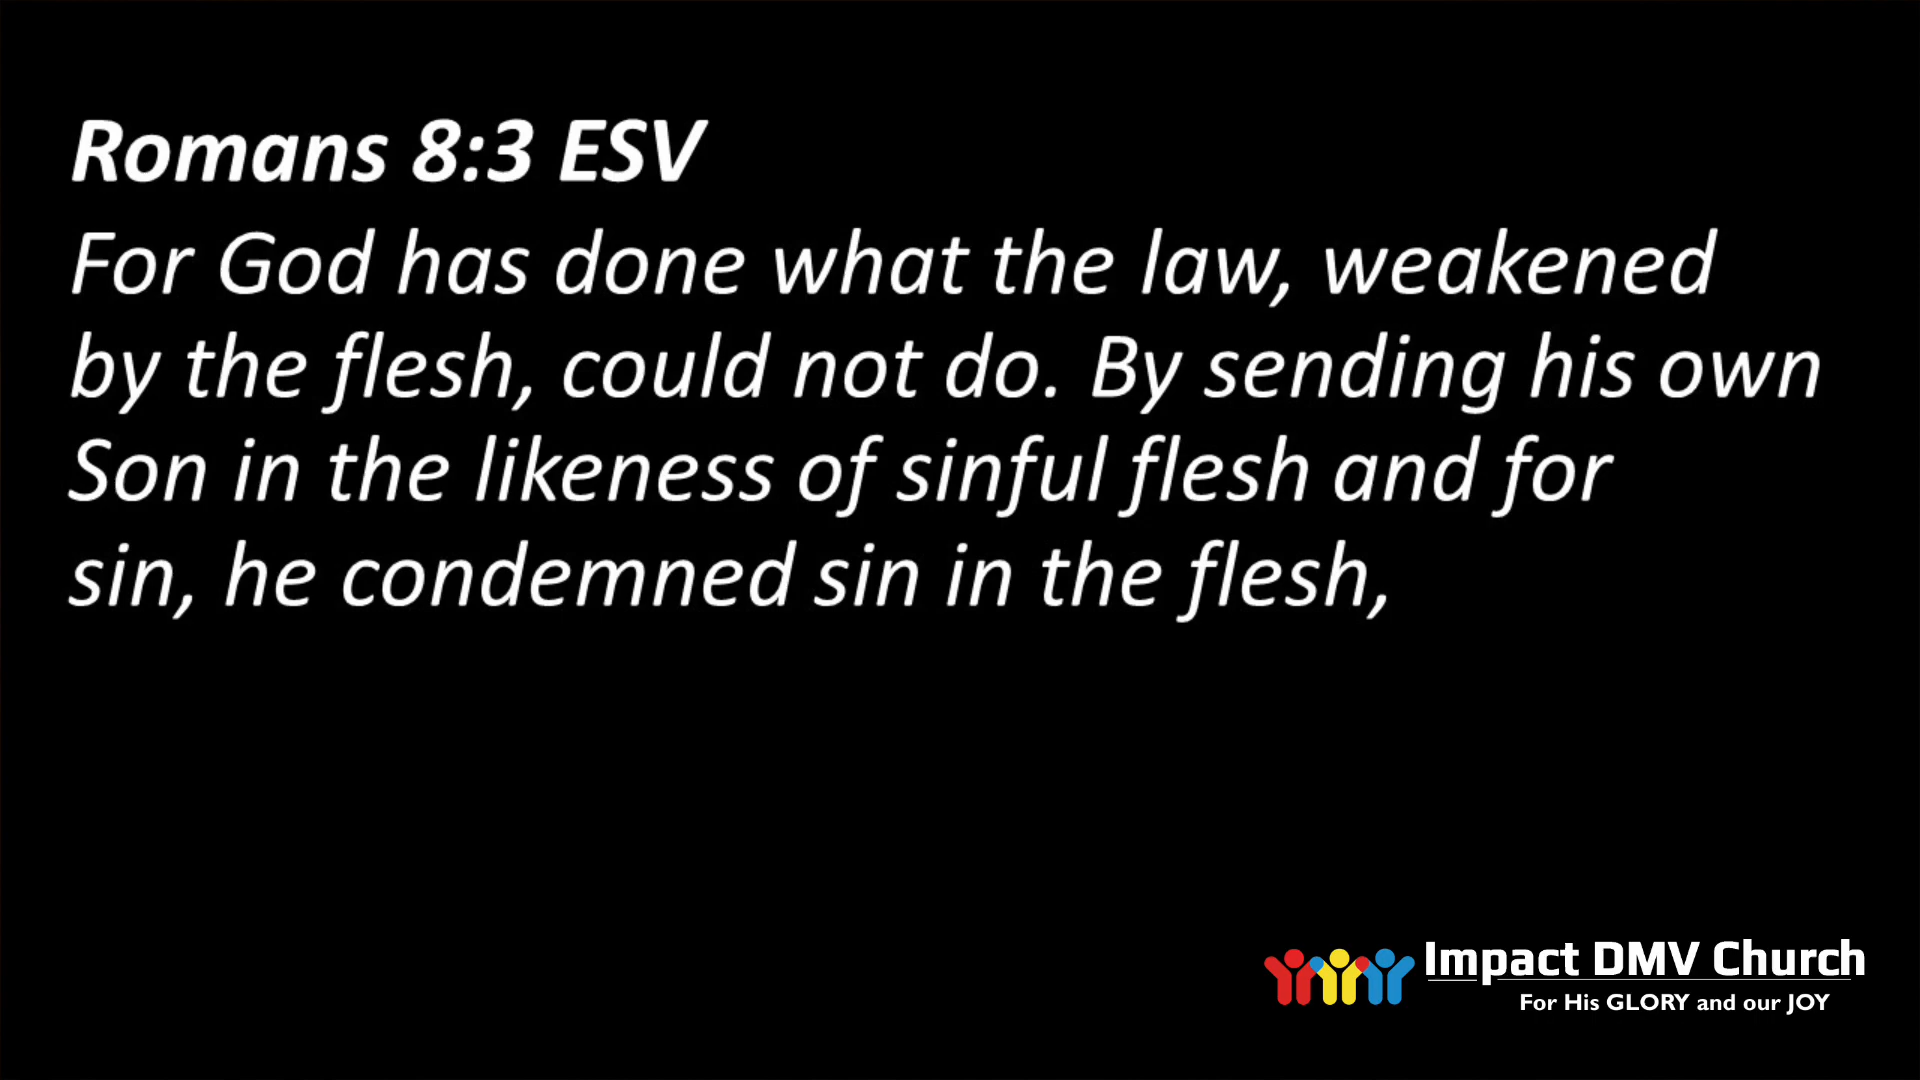 Romans 8:3 ESV
For God has done what the law, weakened
by the flesh, could not do. By sending his own
Son in the likeness of sinful flesh and for
sin, he condemned sin in the flesh,
Impact DMV Church
For His GLORY and our JOY